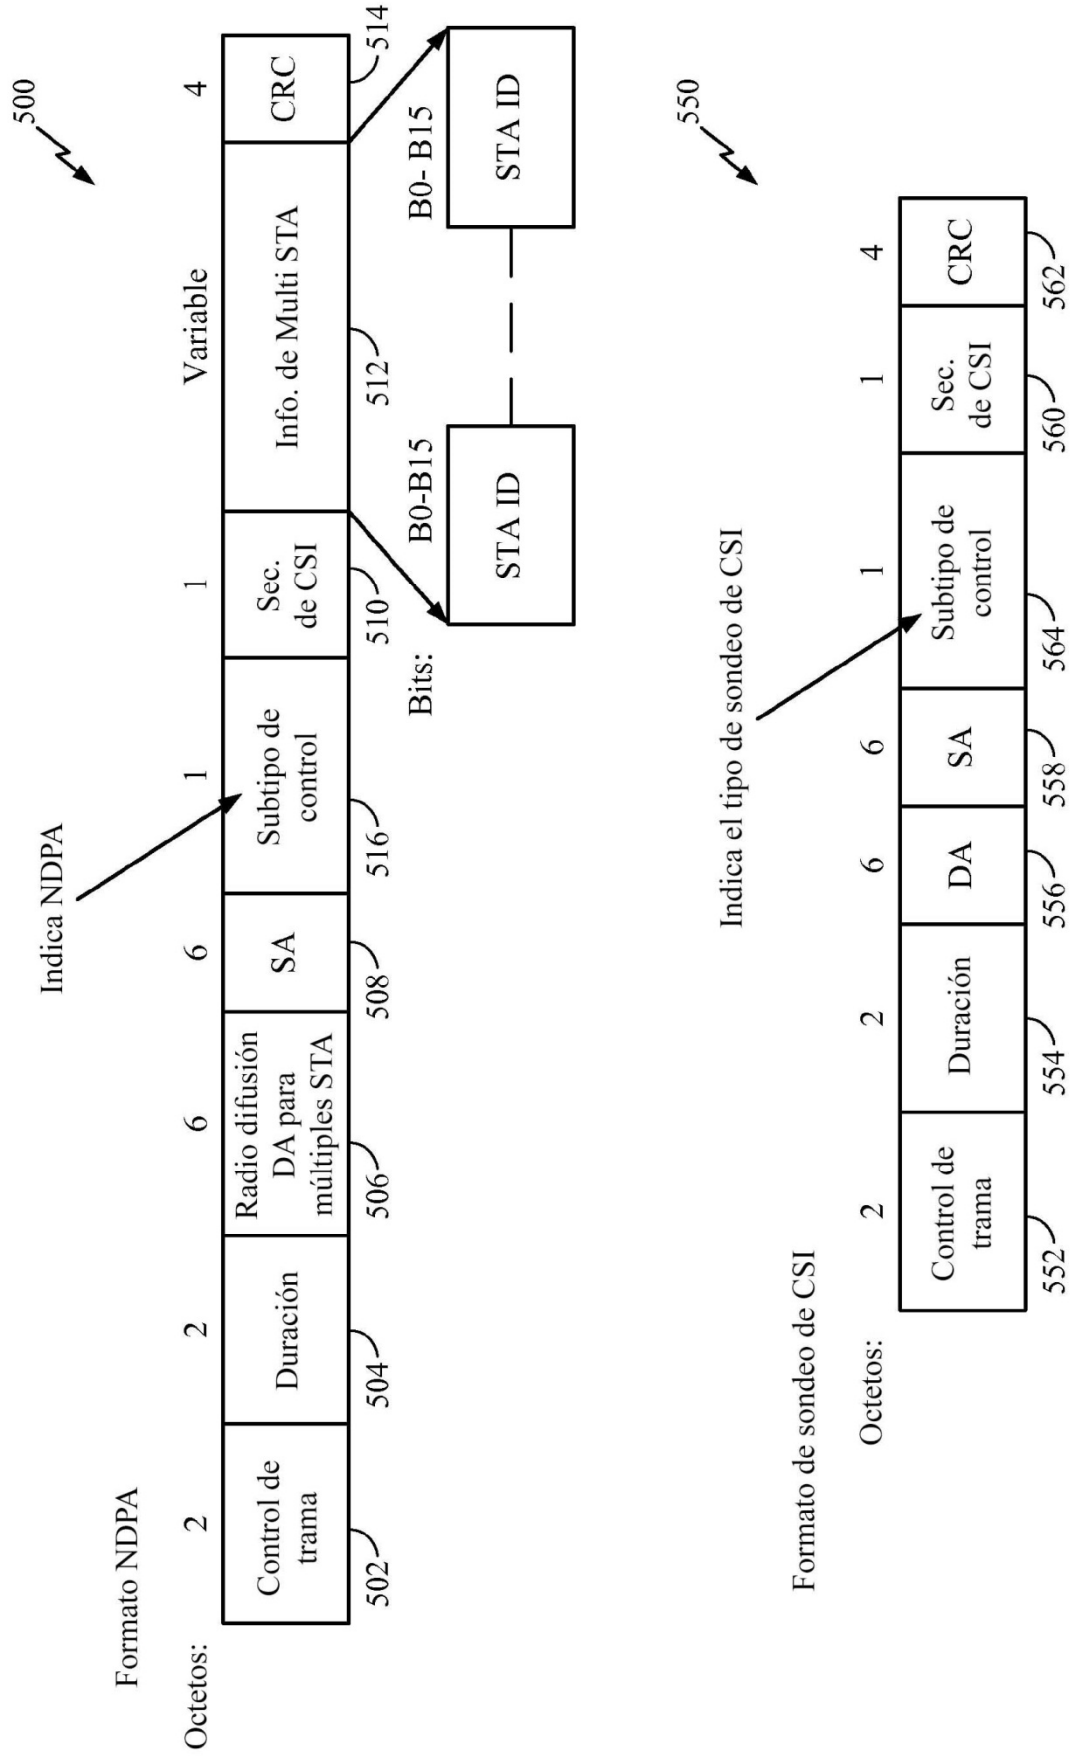 500
Formato NDPA
Indica NDPA
Octetos:
2
2
6
6
1
1
Variable
4
Control de
trama
Duración
Radio difusión
DA para
múltiples STA
SA
Subtipo de
control
Sec.
de CSI
Info. de Multi STA
CRC
502
504
506
508
516
510
512
514
Bits:
B0-B15
B0- B15
STA ID
STA ID
550
Indica el tipo de sondeo de CSI
Formato de sondeo de CSI
Octetos:
2
2
6
6
1
1
4
Control de
trama
Duración
DA
SA
Subtipo de
control
Sec.
de CSI
CRC
552
554
556
558
564
560
562